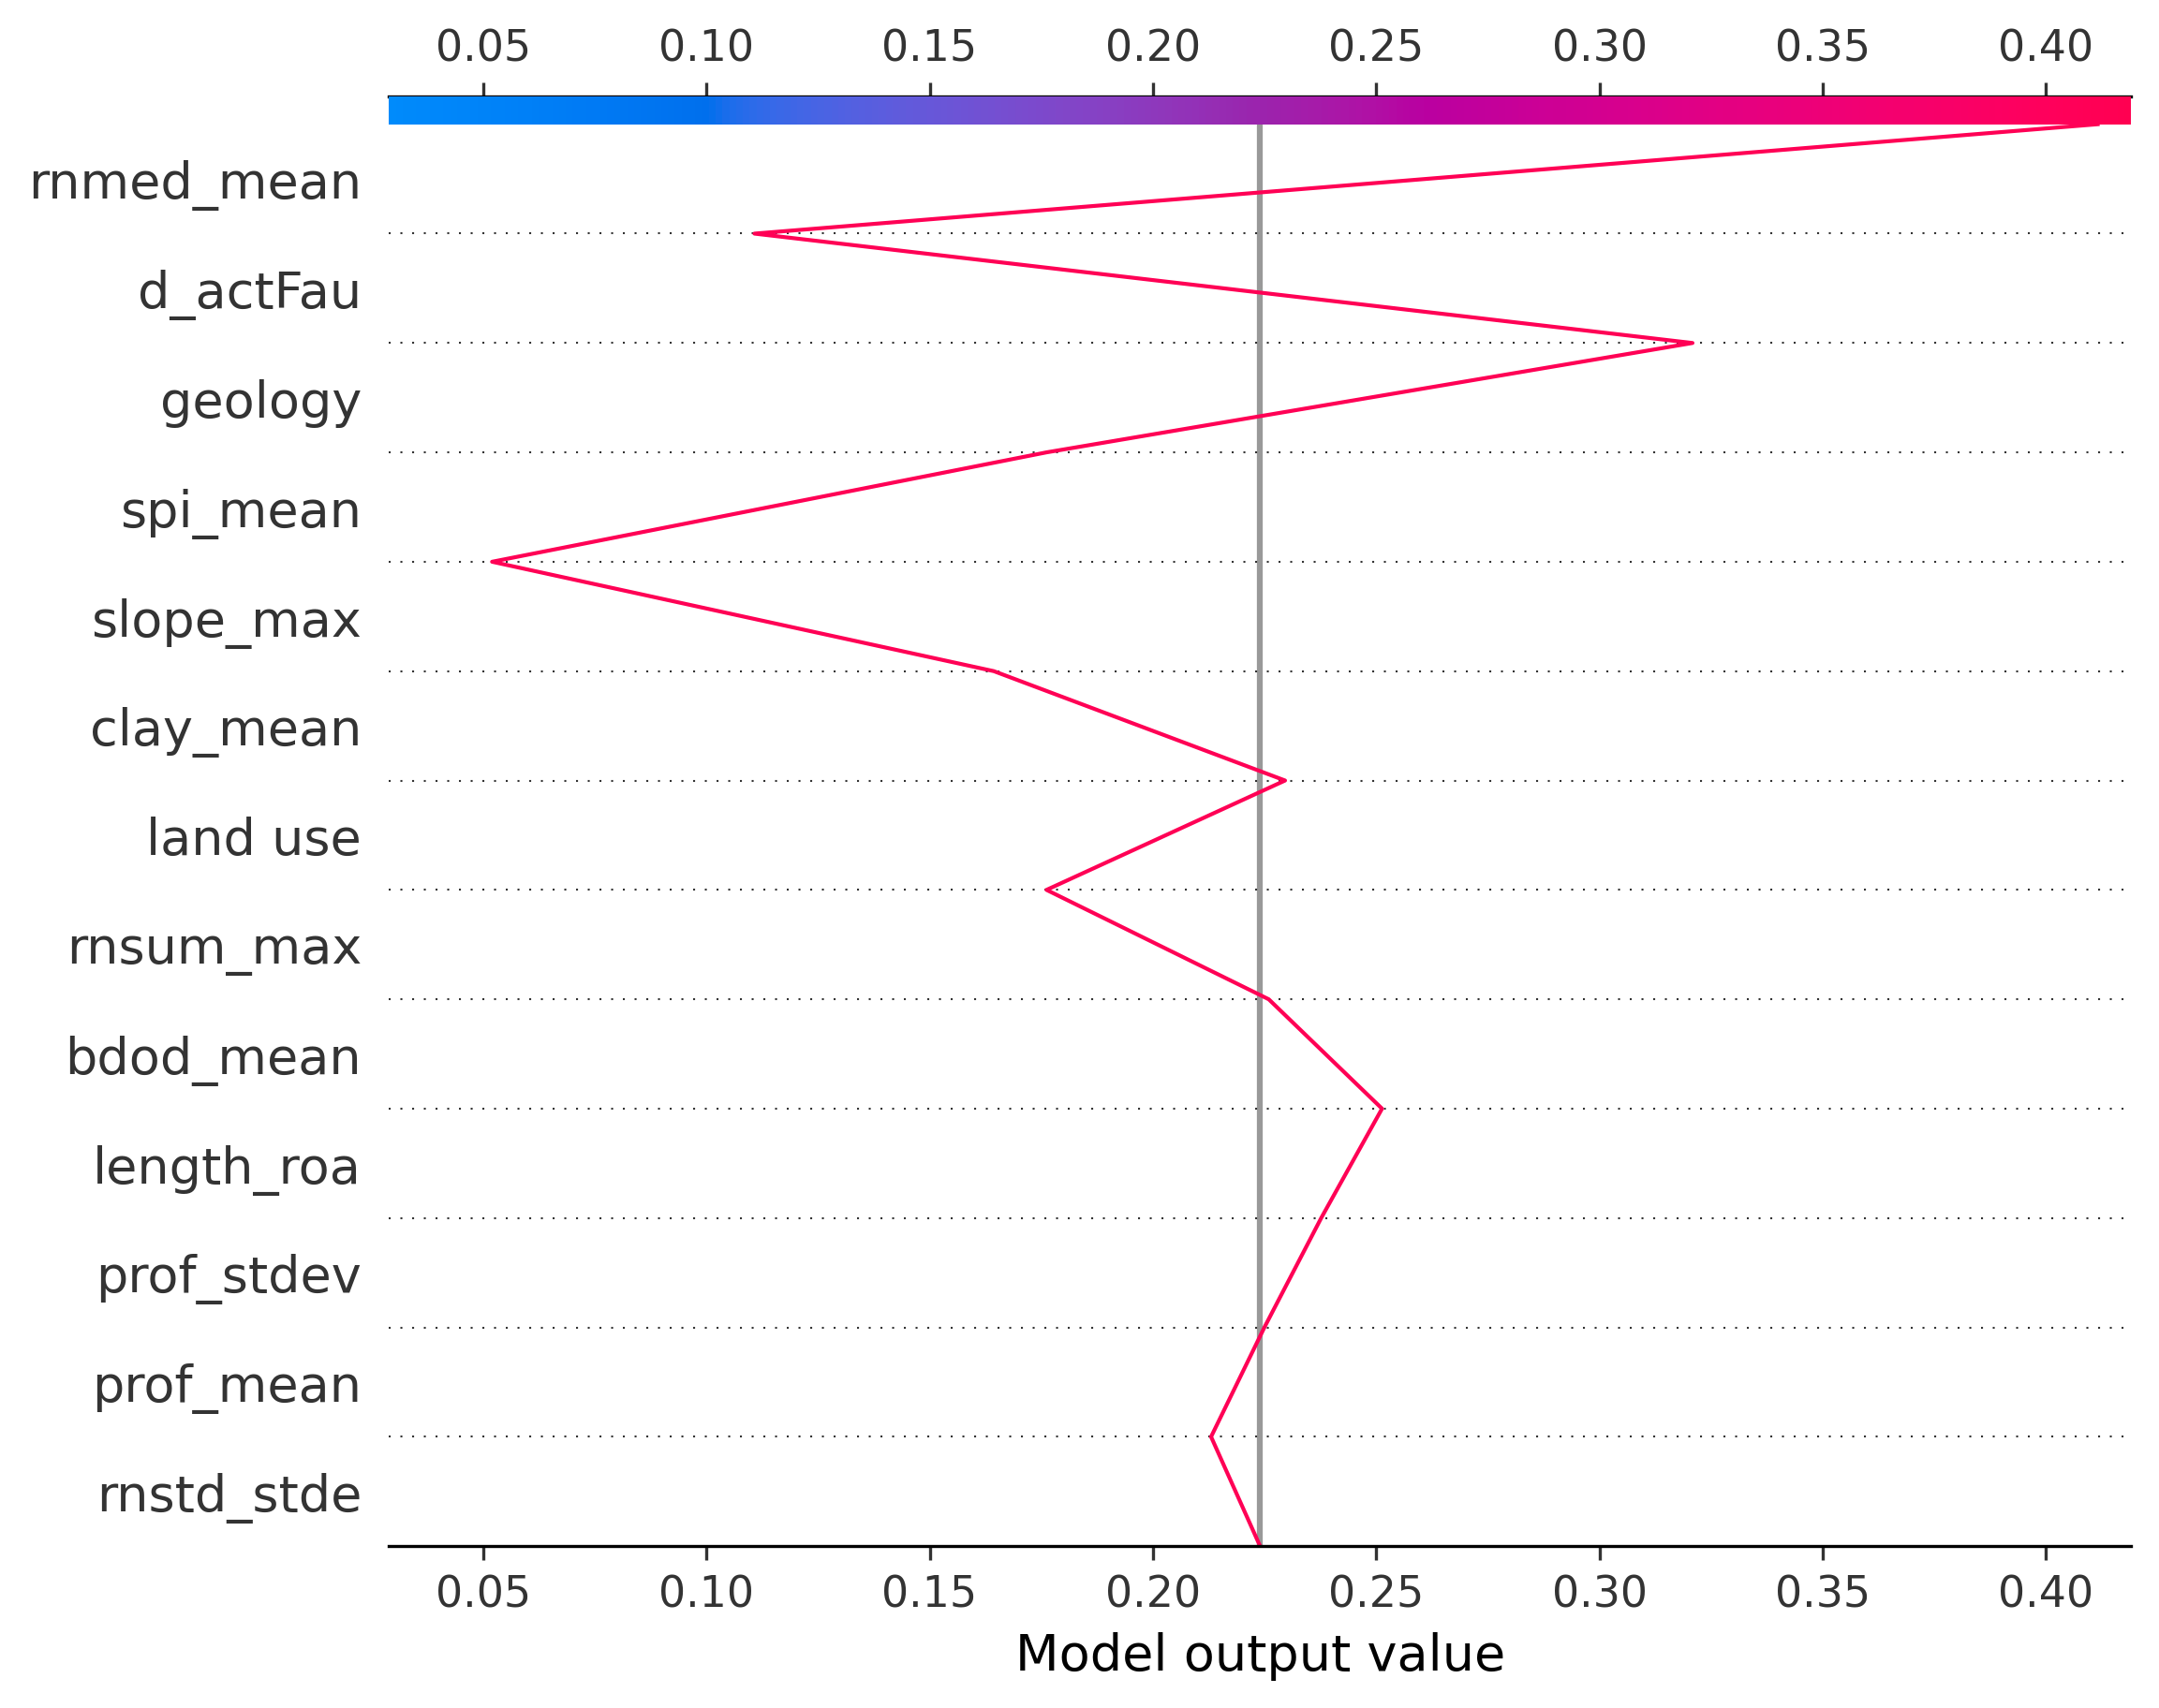 0.05 0.10 0.15 0.20 0.25 0.30 0.35 0.40
rnmed_mean
d_actFau
geology
spi_mean
slope_max
clay_mean
land use
rnsum_max
bdod_mean
length_roa
prof_stdev
prof_mean
rnstd_stde
0.05 0.10 0.15 0.20 0.25 0.30 0.35 0.40
Model output value